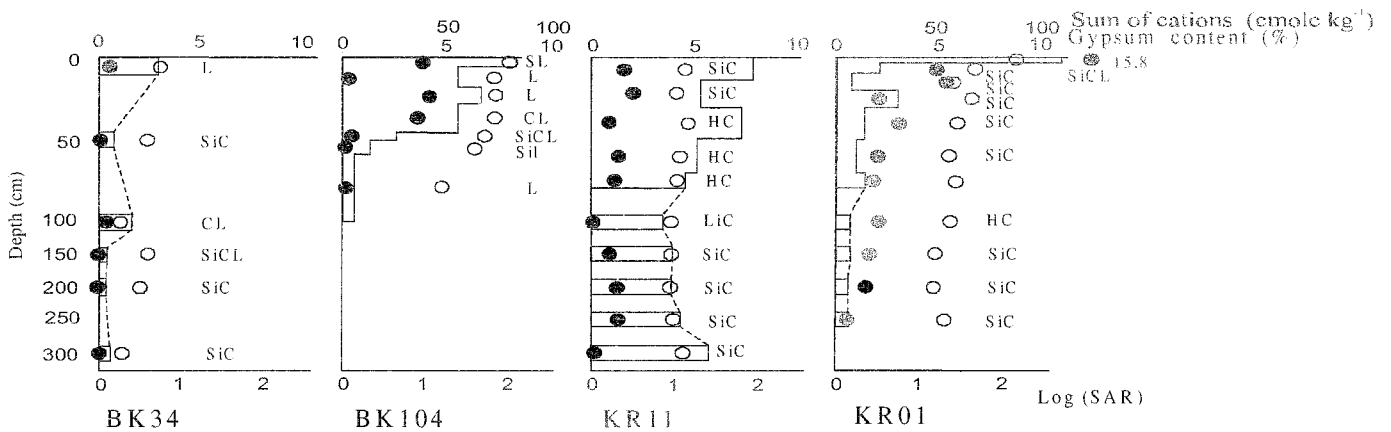 0 5 10
0 50 100
0 5 10
0 5 10
0 50 100
0 5 10
Sum of cations (cmolc kg⁻¹)
Gypsum content (%)
Depth (cm)
0
50
100
150
200
250
300
L
SiC
CL
SiCL
SiC
SiC
0 1 2
BK34
SL
L
L
CL
SiCL
Sil
L
0 1 2
BK104
SiC
SiC
HC
HC
HC
LiC
SiC
SiC
SiC
SiC
0 1 2
KR11
15.8
SiCL
SiC
SiC
SiC
SiC
SiC
HC
SiC
SiC
SiC
0 1 2
Log (SAR)
KR01